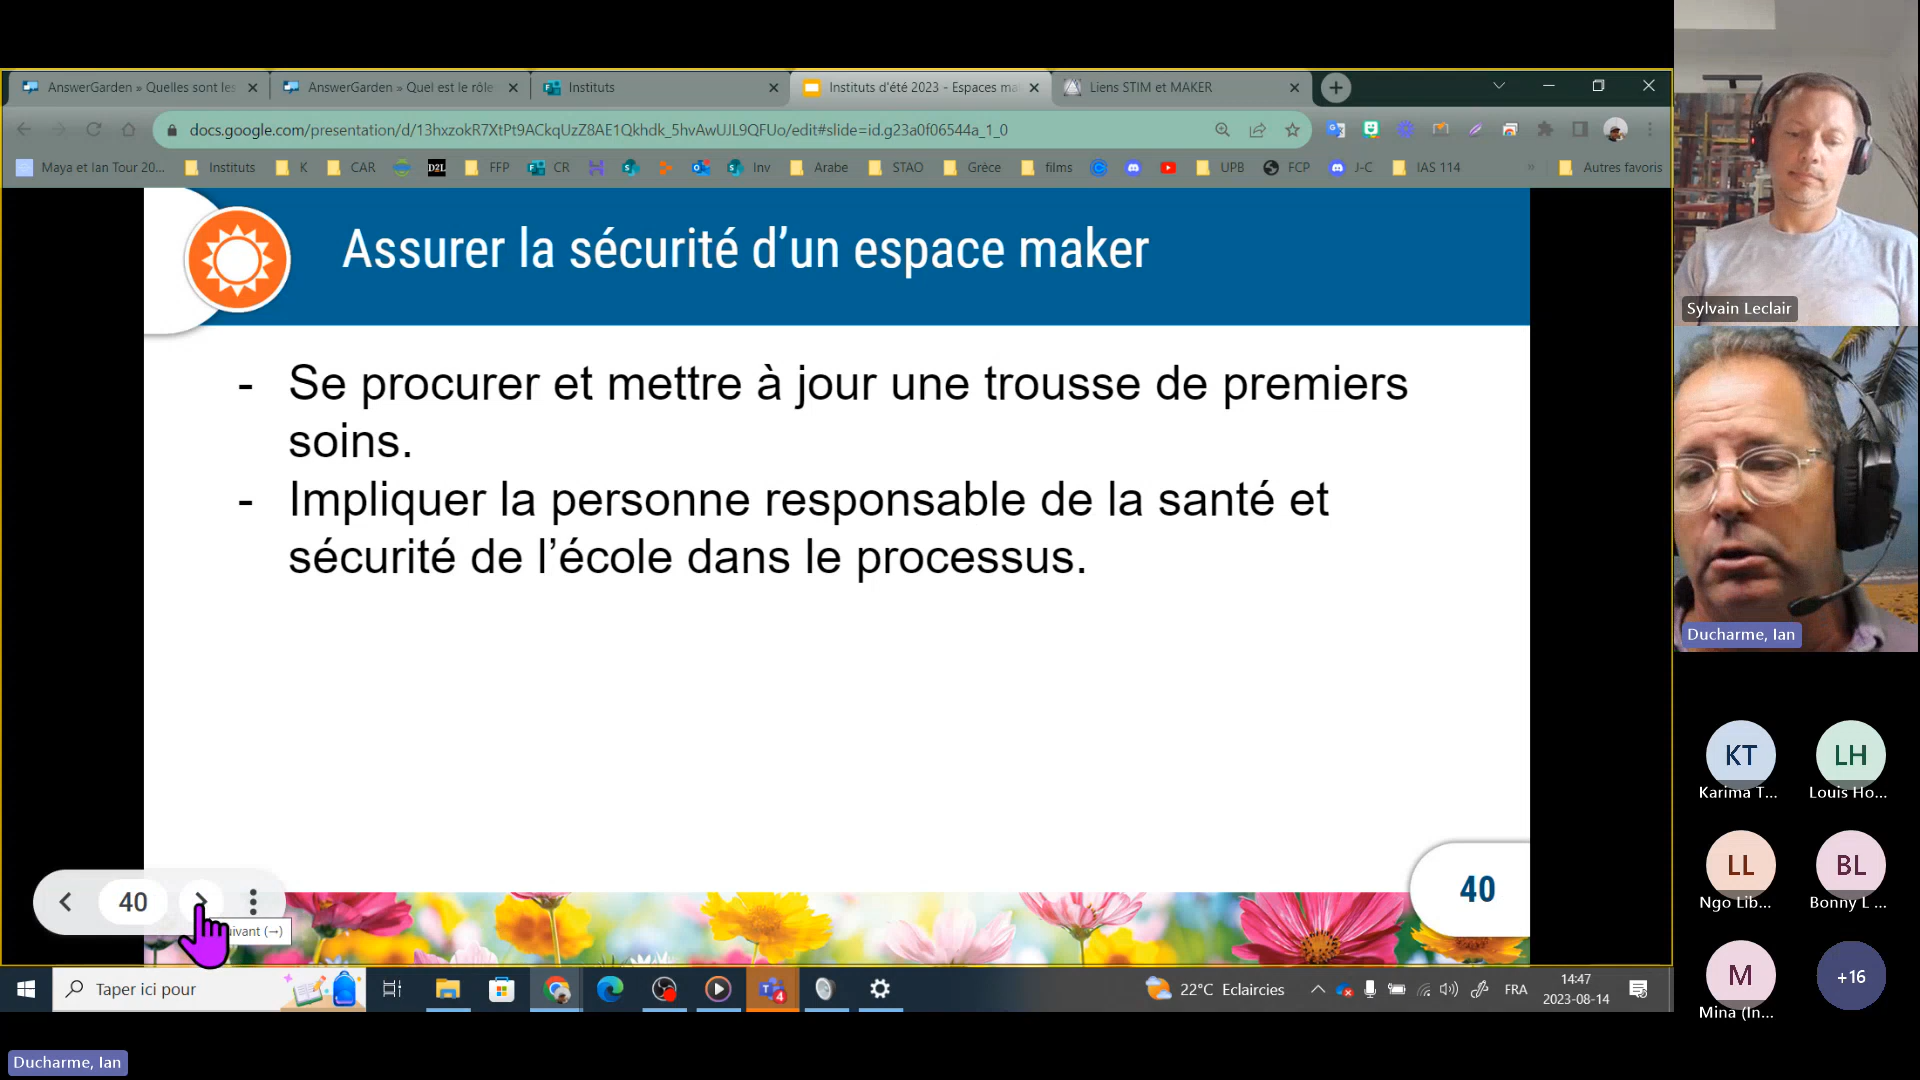 AnswerGarden » Quelles sont les
AnswerGarden » Quel est le rôle
Instituts
Instituts d'été 2023 - Espaces ma
Liens STIM et MAKER
docs.google.com/presentation/d/13hxzokR7XtPt9ACkqUzZ8AE1Qkhdk_5hvAwUJL9QFUo/edit#slide=id.g23a0f06544a_1_0
Maya et Ian Tour 20... Instituts K CAR D2L FFP CR Inv Arabe STAO Grèce films UPB FCP J-C IAS 114 » Autres favoris
Assurer la sécurité d'un espace maker
- Se procurer et mettre à jour une trousse de premiers
soins.
- Impliquer la personne responsable de la santé et
sécurité de l'école dans le processus.
40
40
uivant (→)
Taper ici pour
4
22°C Eclaircies
FRA
14:47
2023-08-14
Ducharme, Ian
Sylvain Leclair
Ducharme, Ian
KT
Karima T...
LH
Louis Ho...
LL
Ngo Lib...
BL
Bonny L ...
M
Mina (In...
+16